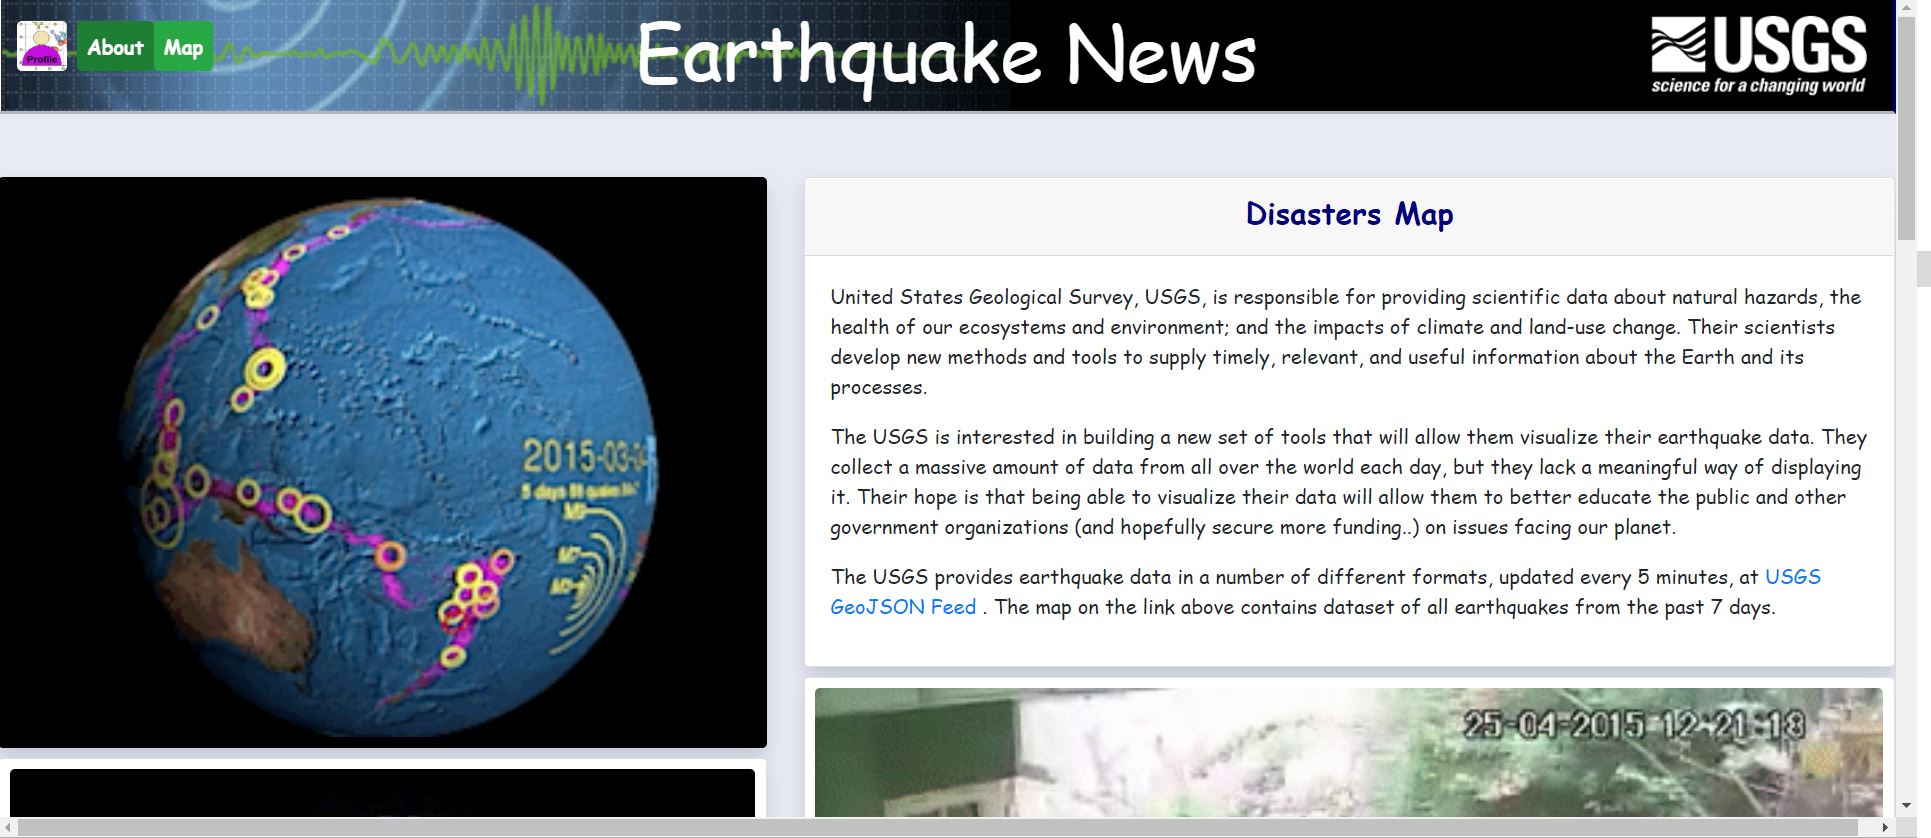 Profile
About
Map
Earthquake News
USGS
science for a changing world
2015-03-04
5 days
M9
M7
Disasters Map
United States Geological Survey, USGS, is responsible for providing scientific data about natural hazards, the
health of our ecosystems and environment; and the impacts of climate and land-use change. Their scientists
develop new methods and tools to supply timely, relevant, and useful information about the Earth and its
processes.
The USGS is interested in building a new set of tools that will allow them visualize their earthquake data. They
collect a massive amount of data from all over the world each day, but they lack a meaningful way of displaying
it. Their hope is that being able to visualize their data will allow them to better educate the public and other
government organizations (and hopefully secure more funding..) on issues facing our planet.
The USGS provides earthquake data in a number of different formats, updated every 5 minutes, at USGS
GeoJSON Feed . The map on the link above contains dataset of all earthquakes from the past 7 days.
25-04-2015 12:21:18